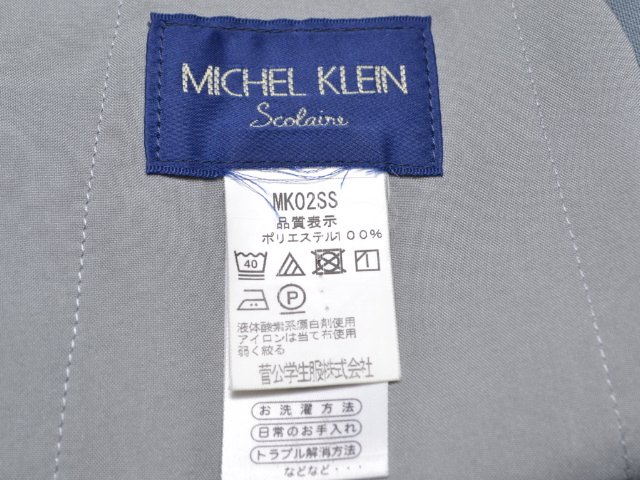 MICHEL KLEIN
Scolaire
MK02SS
品質表示
ポリエステル100%
40
P
液体酸素系漂白剤使用
アイロンは当て布使用
弱く絞る
菅公学生服株式会社
お洗濯方法
日常のお手入れ
トラブル解消方法
などなど・・・